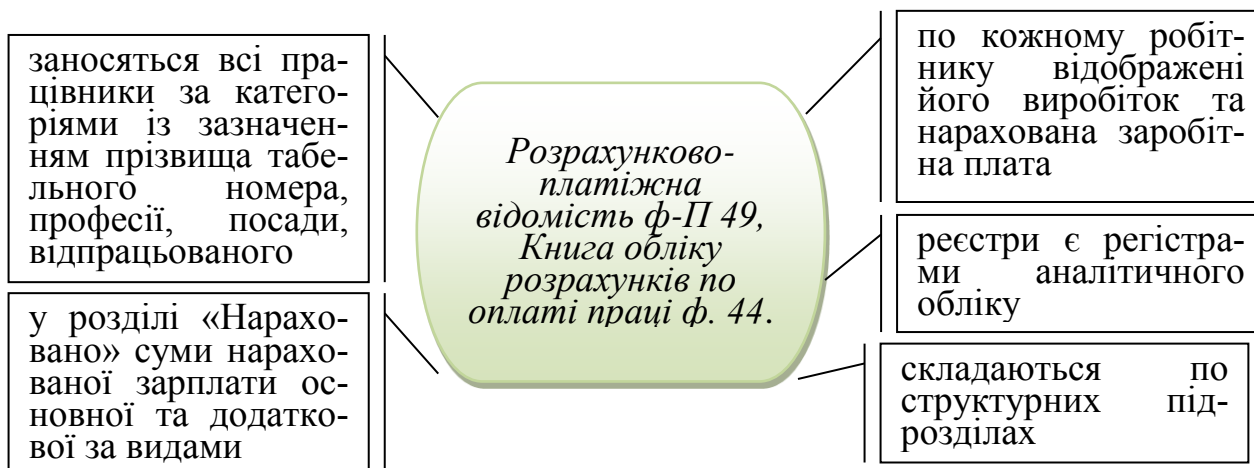 заносяться всі пра-
цівники за катего-
ріями із зазначен-
ням прізвища табе-
льного номера,
професії, посади,
відпрацьованого
у розділі «Нарахо-
вано» суми нарахо-
ваної зарплати ос-
новної та додатко-
вої за видами
Розрахунково-
платіжна
відомість ф-П 49,
Книга обліку
розрахунків по
оплаті праці ф. 44.
по кожному робіт-
нику відображені
його виробіток та
нарахована заробіт-
на плата
реєстри є регістра-
ми аналітичного
обліку
складаються по
структурних під-
розділах